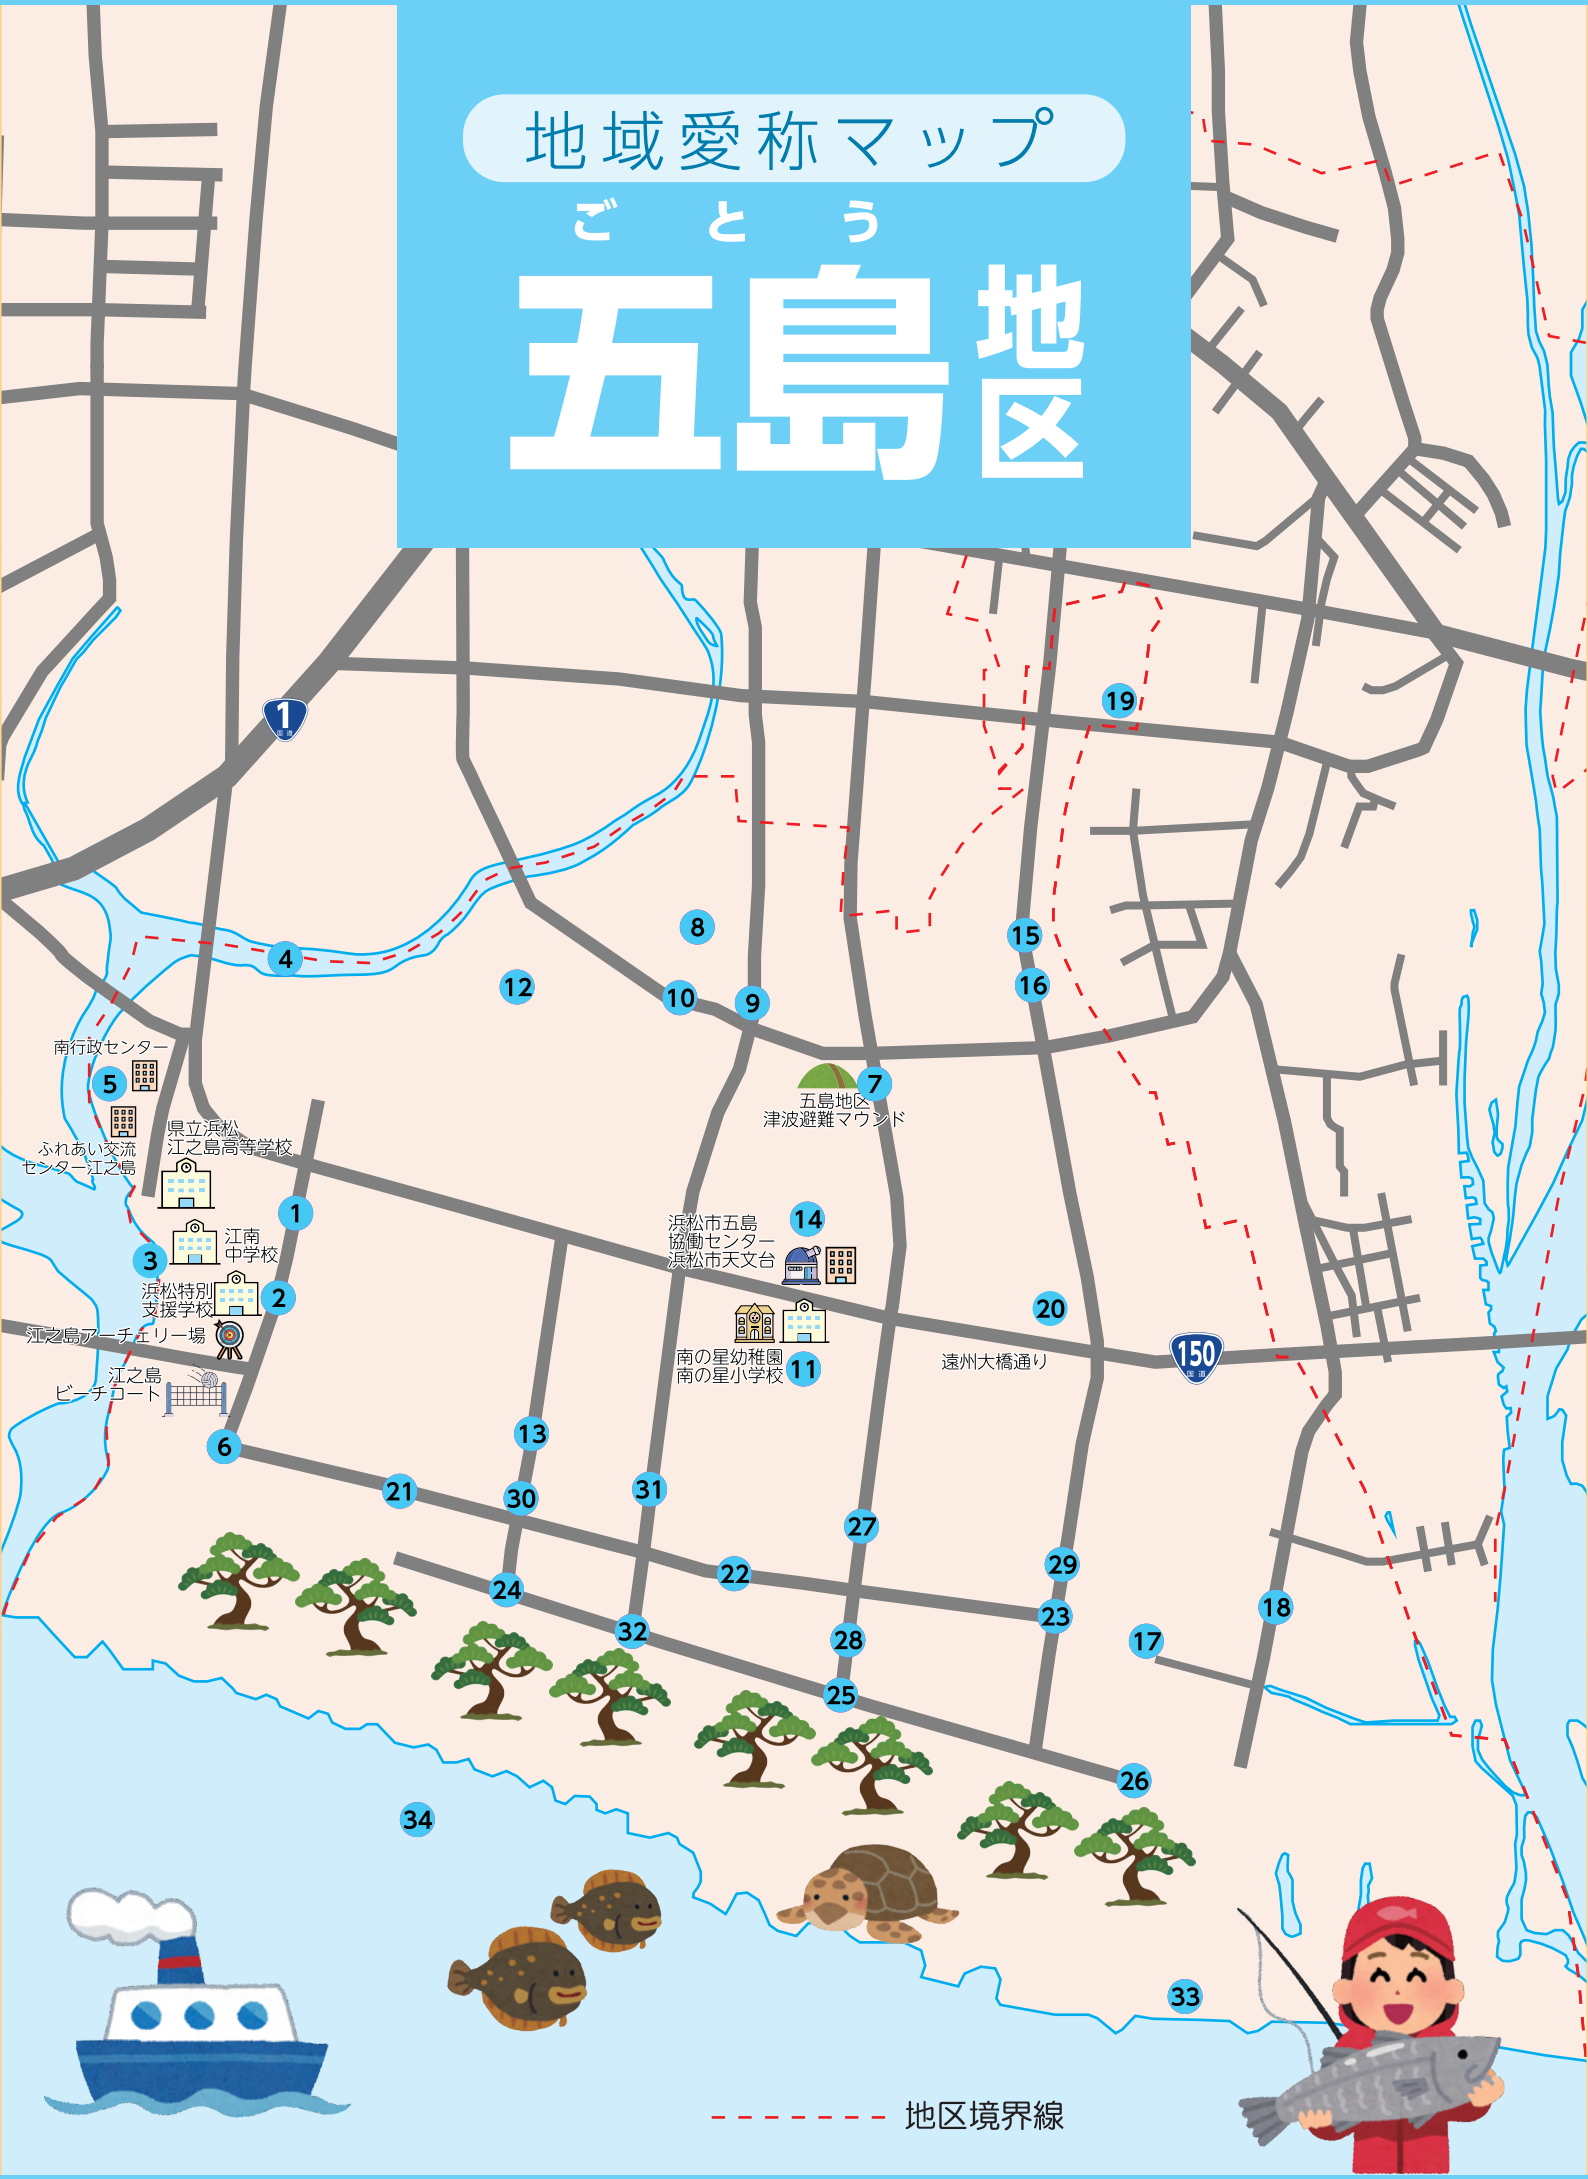 地域愛称マップ
ごとう
五島地区
1
国道
19
8
15
4
12
10
9
16
南行政センター
5
7
五島地区
津波避難マウンド
ふれあい交流
センター江之島
県立浜松
江之島高等学校
1
14
浜松市五島
協働センター
浜松市天文台
3
江南
中学校
浜松特別
支援学校
2
20
江之島アーチェリー場
南の星幼稚園
南の星小学校
11
遠州大橋通り
150
国道
江之島
ビーチコート
6
13
21
30
31
27
22
29
24
23
18
32
28
17
25
26
34
33
地区境界線